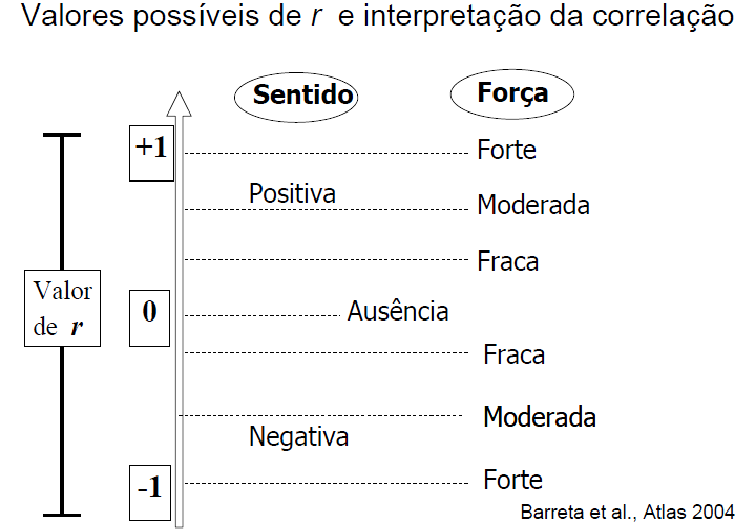 Valores possíveis de r e interpretação da correlação
Sentido
Força
+1
Forte
Positiva
Moderada
Fraca
Valor
de r
0
Ausência
Fraca
Moderada
Negativa
-1
Forte
Barreta et al., Atlas 2004